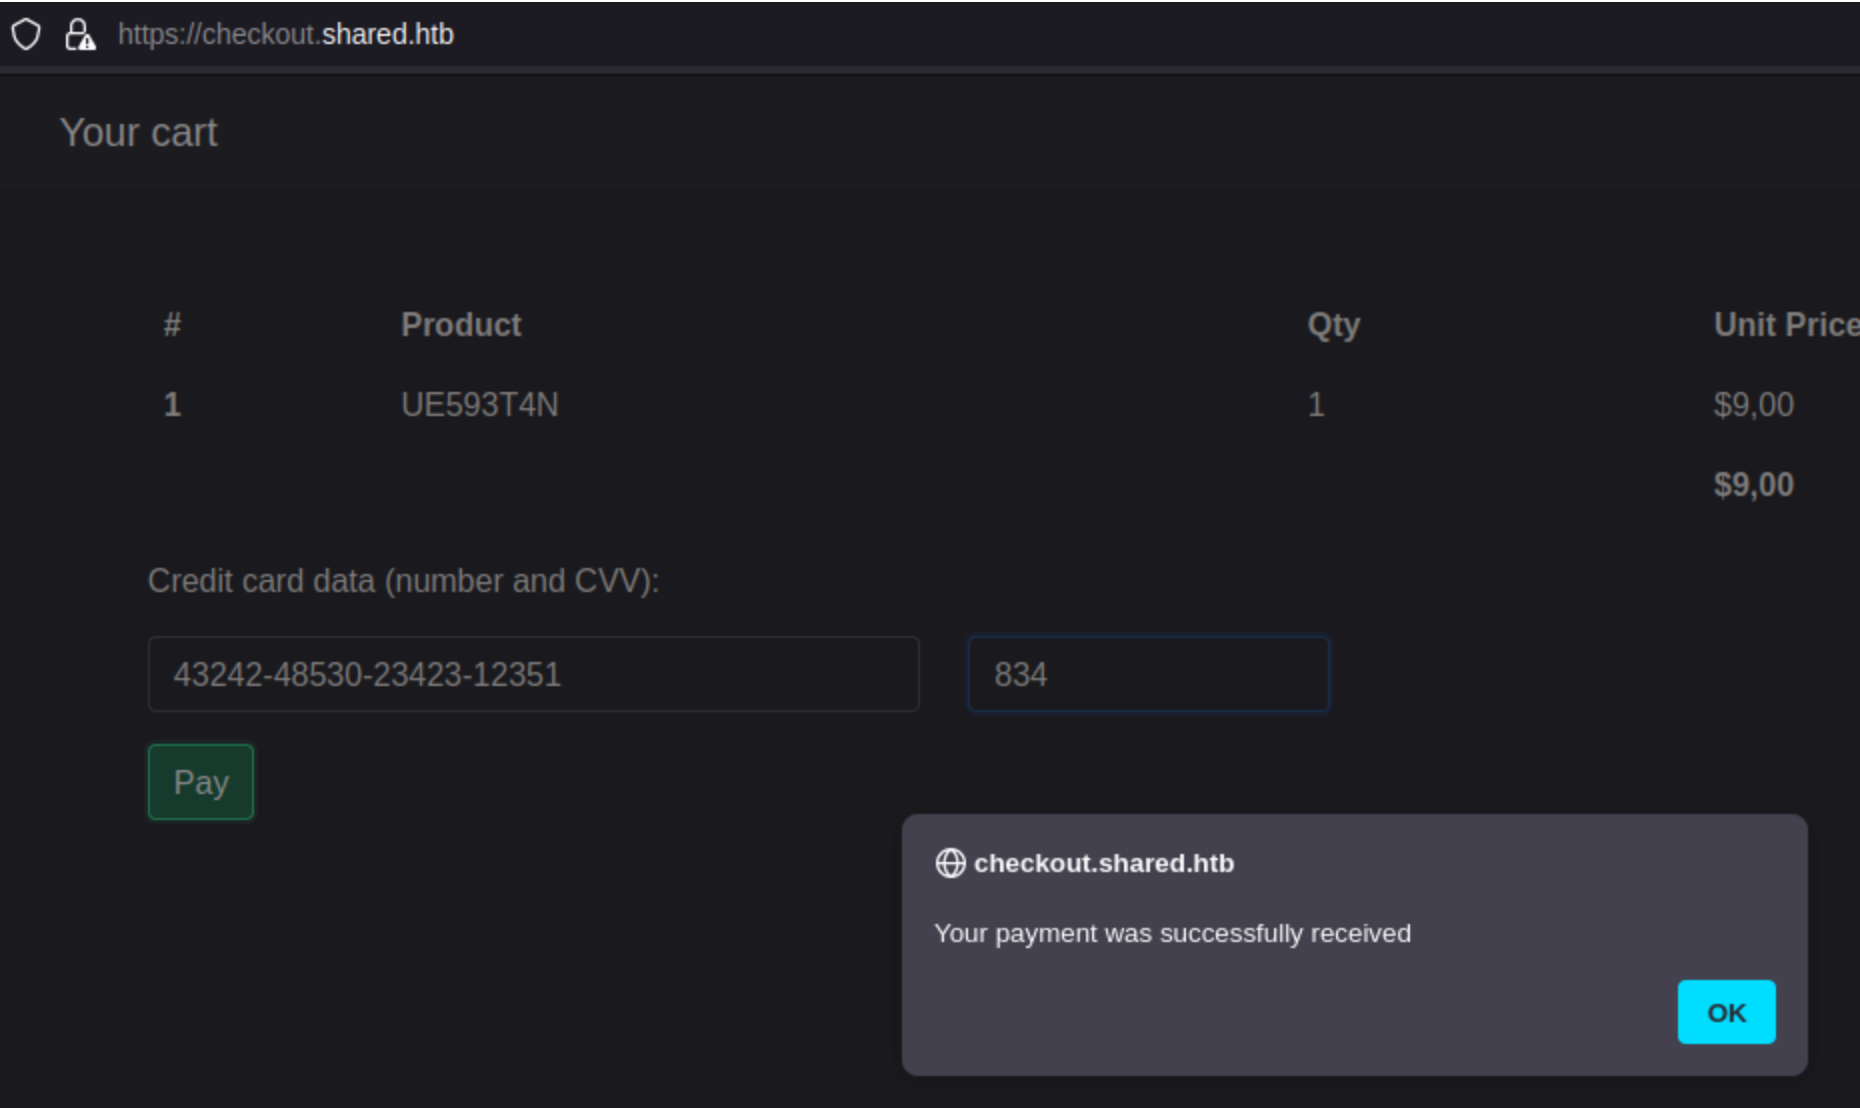 https://checkout.shared.htb
Your cart
# Product Qty Unit Price
1 UE593T4N 1 $9,00
$9,00
Credit card data (number and CVV):
43242-48530-23423-12351 834
Pay
checkout.shared.htb
Your payment was successfully received
OK